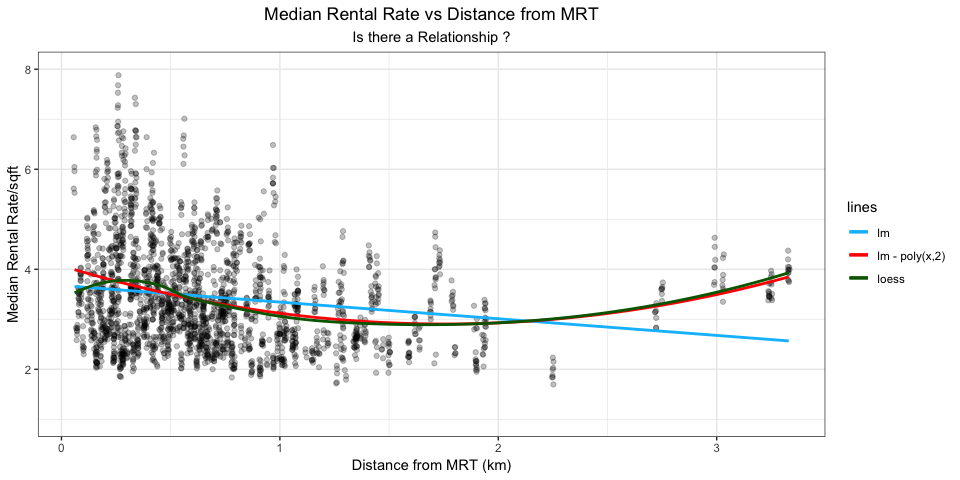 Median Rental Rate vs Distance from MRT
Is there a Relationship ?
8
6
4
2
Median Rental Rate/sqft
0
1
2
3
Distance from MRT (km)
lines
lm
lm - poly(x,2)
loess